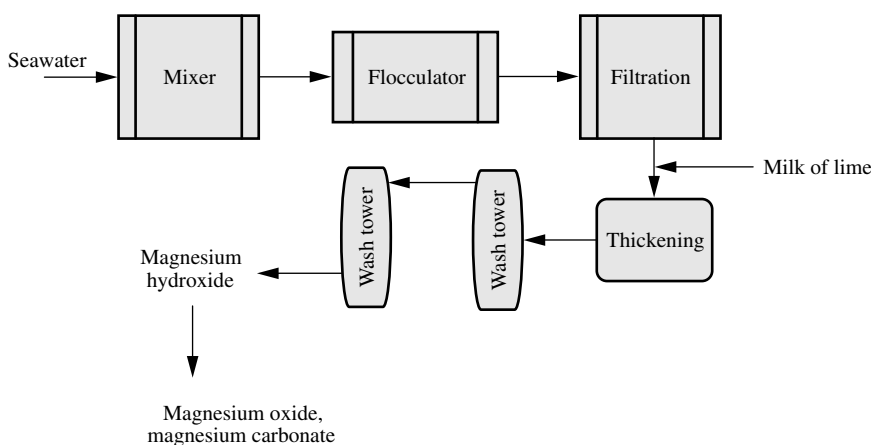 Seawater
Mixer
Flocculator
Filtration
Milk of lime
Thickening
Wash tower
Wash tower
Magnesium
hydroxide
Magnesium oxide,
magnesium carbonate